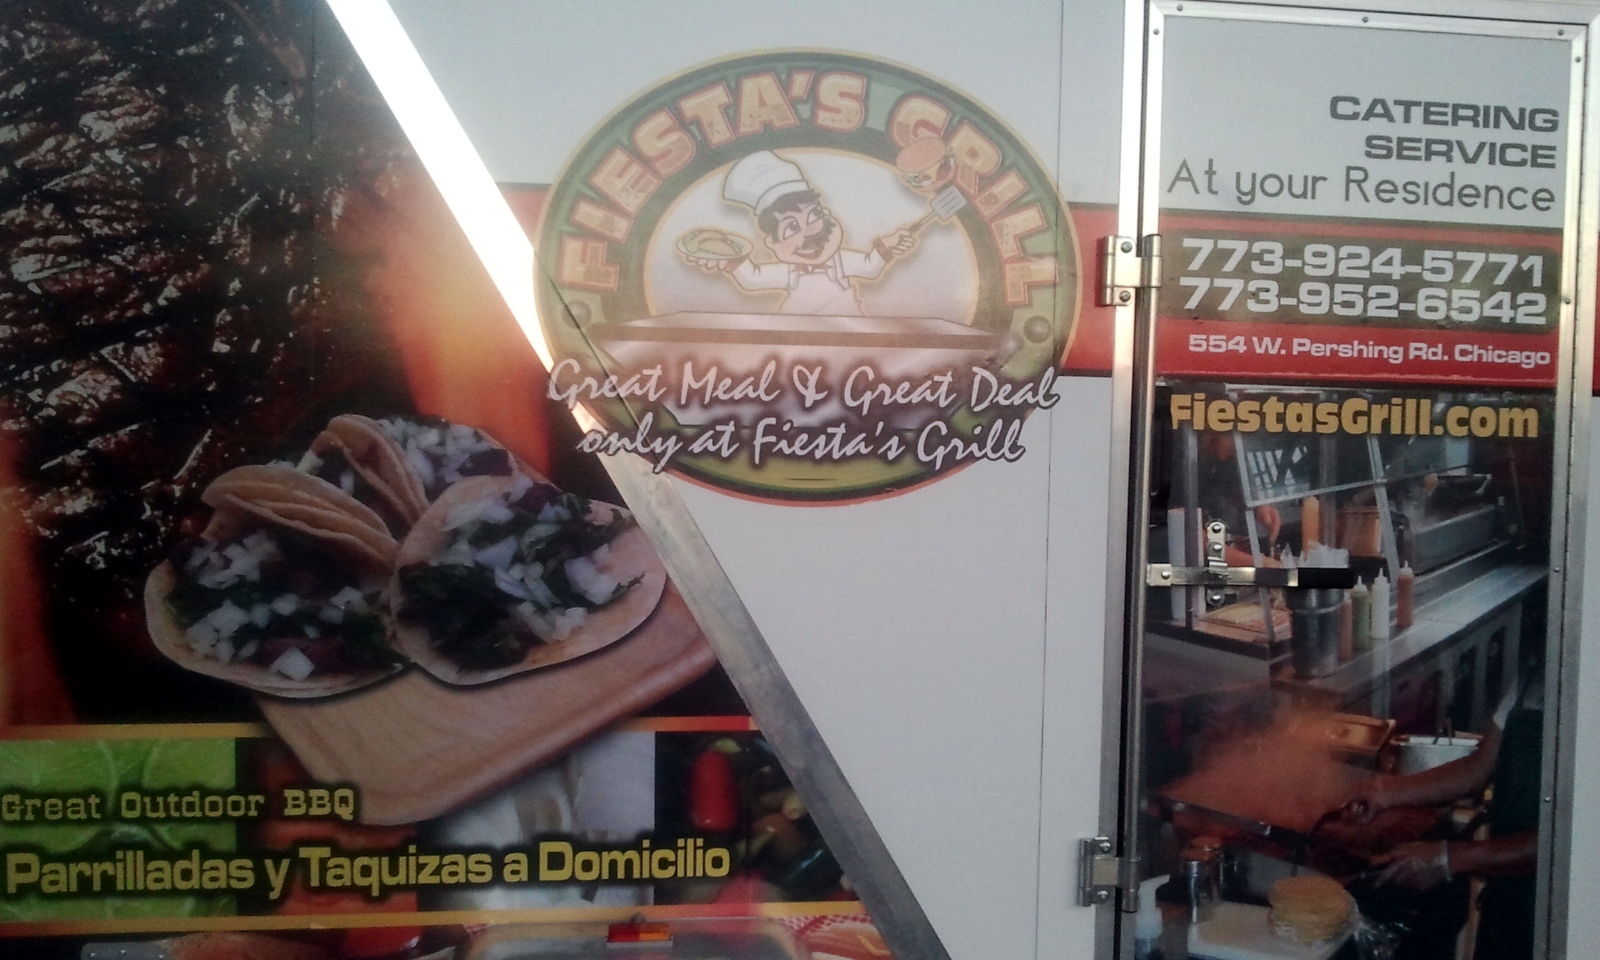 FIESTA'S GRILL
Great Meal & Great Deal
only at Fiesta's Grill
Great Outdoor BBQ
Parrilladas y Taquizas a Domicilio
CATERING
SERVICE
At your Residence
773-924-5771
773-952-6542
554 W. Pershing Rd. Chicago
FiestasGrill.com